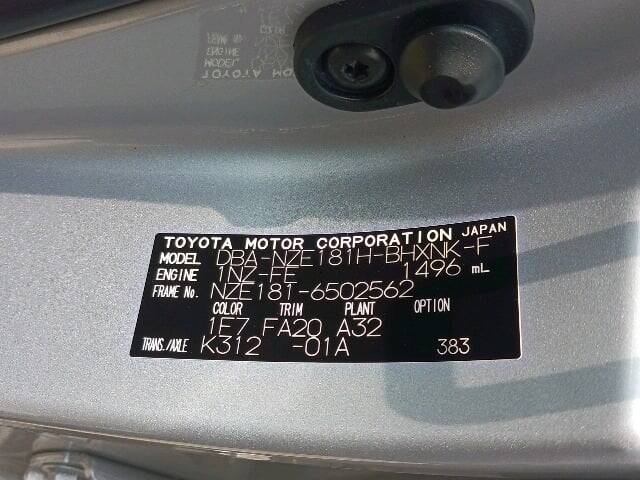 TOYOTA MOTOR CORPORATION JAPAN
MODEL DBA-NZE181H-BHXNK-F
ENGINE 1NZ-FE 1496 mL
FRAME No. NZE181-6502562
COLOR TRIM PLANT OPTION
1E7 FA20 A32
TRANS./AXLE K312 -01A 383